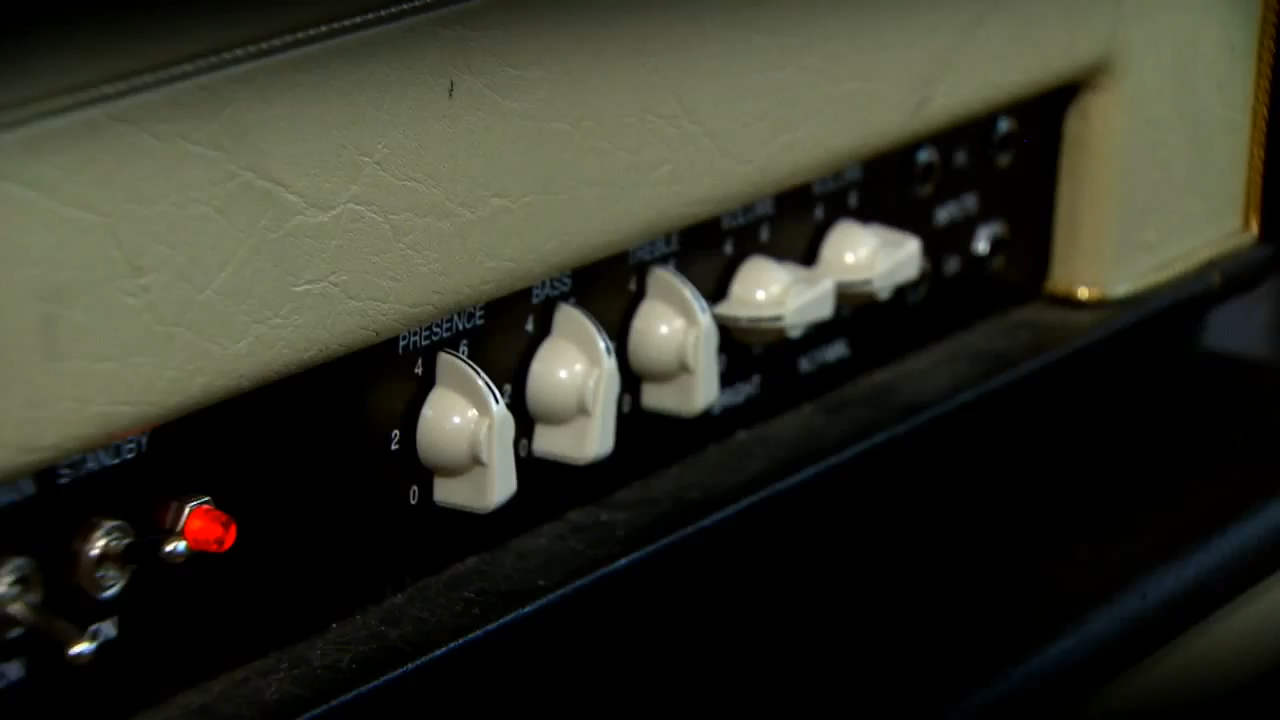 STANDBY
PRESENCE
4 6
2
0
BASS
4
2
0
TREBLE
4
0
VOLUME
4 6
VOLUME
4 6
INPUTS
BRIGHT
NORMAL
ON